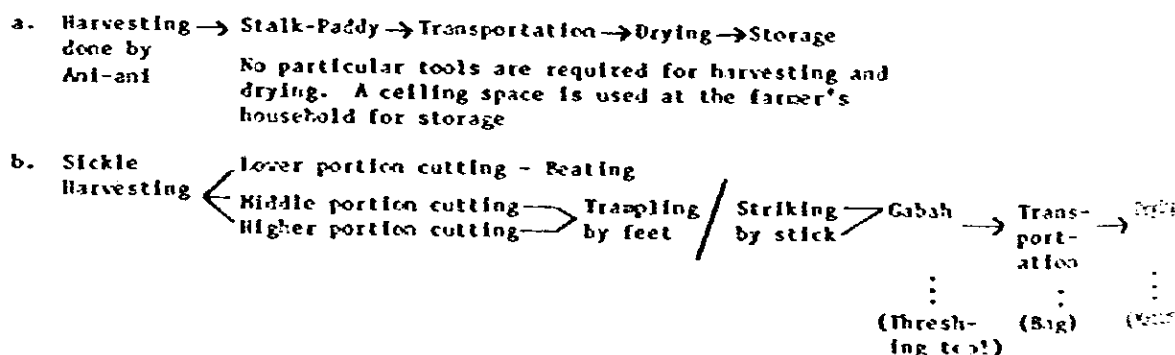 a. Harvesting → Stalk-Paddy → Transportation → Drying → Storage
done by
Ani-ani
No particular tools are required for harvesting and
drying. A ceiling space is used at the farmer's
household for storage
b. Sickle
Harvesting
Lower portion cutting - Beating
Middle portion cutting
Higher portion cutting
Trampling
by feet
/
Striking
by stick
Gabah
→ Trans-
port-
ation
→
(Thresh-
ing tool)
(Bag)